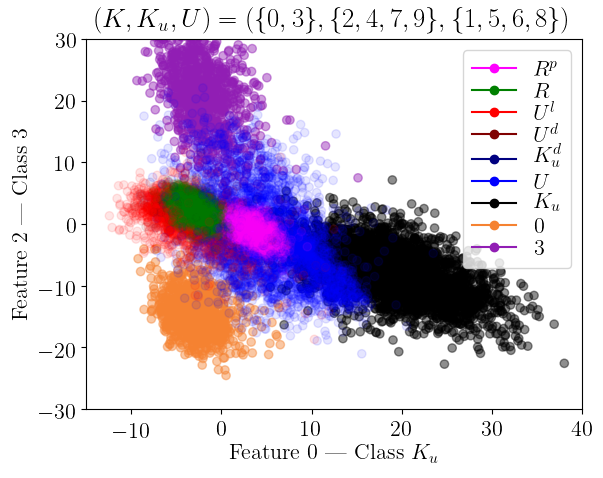 (K, K_u, U) = ({0, 3}, {2, 4, 7, 9}, {1, 5, 6, 8})
30
20
10
0
−10
−20
−30
Feature 2 — Class 3
R^p
R
U^l
U^d
K_u^d
U
K_u
0
3
−10 0 10 20 30 40
Feature 0 — Class K_u